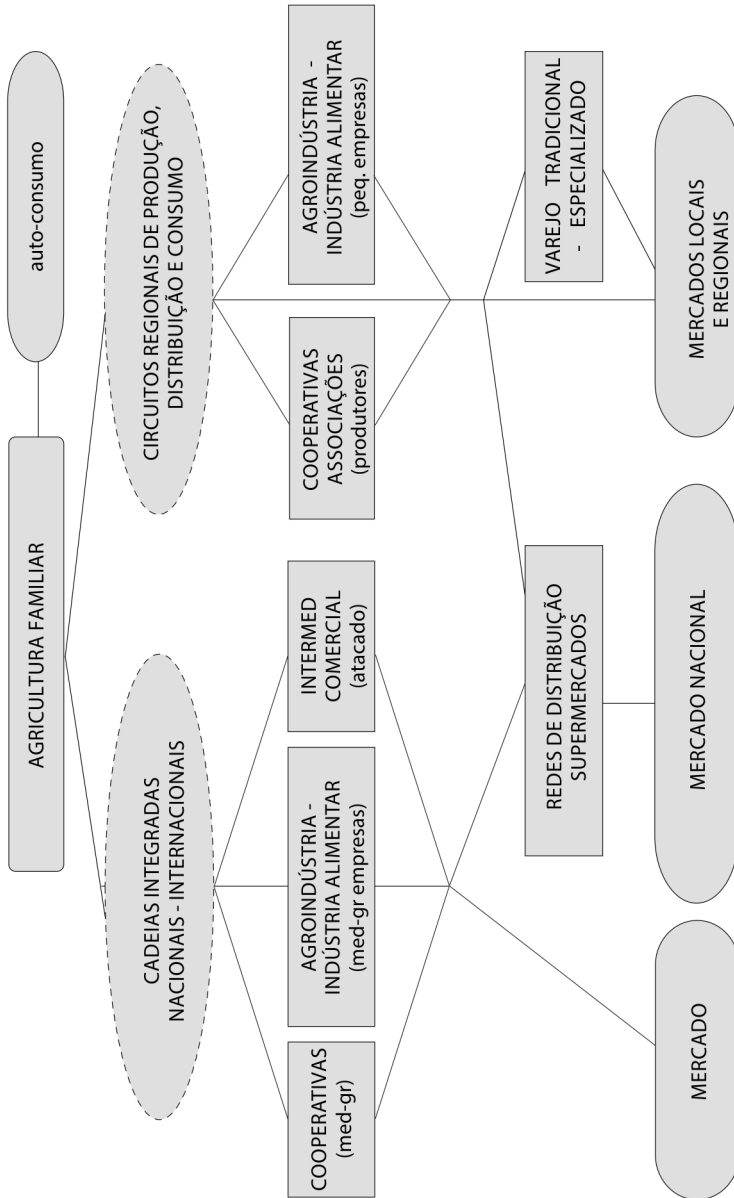 AGRICULTURA FAMILIAR
auto-consumo
CADEIAS INTEGRADAS
NACIONAIS - INTERNACIONAIS
CIRCUITOS REGIONAIS DE PRODUÇÃO,
DISTRIBUIÇÃO E CONSUMO
COOPERATIVAS
(med-gr)
AGROINDÚSTRIA -
INDÚSTRIA ALIMENTAR
(med-gr empresas)
INTERMED
COMERCIAL
(atacado)
COOPERATIVAS
ASSOCIAÇÕES
(produtores)
AGROINDÚSTRIA -
INDÚSTRIA ALIMENTAR
(peq. empresas)
REDES DE DISTRIBUIÇÃO
SUPERMERCADOS
VAREJO TRADICIONAL
- ESPECIALIZADO
MERCADO
MERCADO NACIONAL
MERCADOS LOCAIS
E REGIONAIS